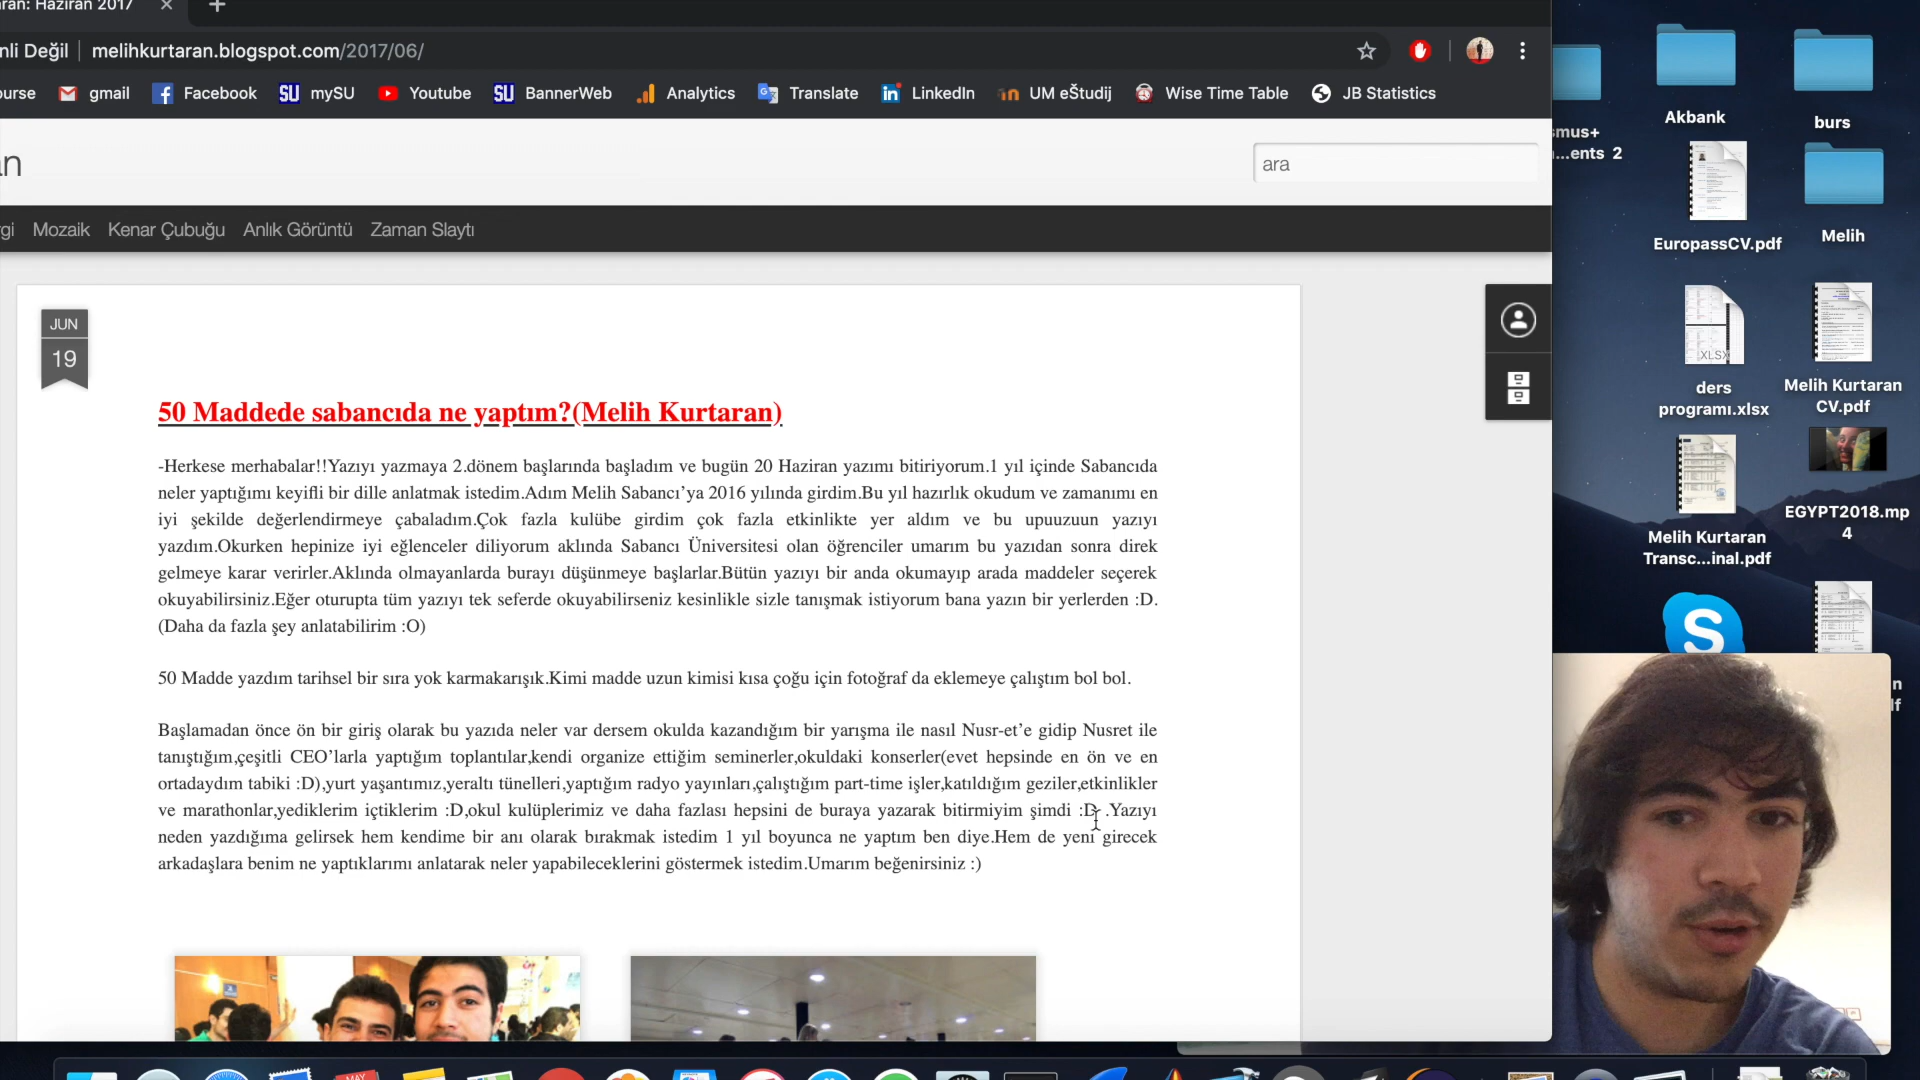 ran: Haziran 2017
nli Değil
melihkurtaran.blogspot.com/2017/06/
ourse
gmail
Facebook
SU
mySU
Youtube
SU
BannerWeb
Analytics
Translate
in
LinkedIn
UM eŠtudij
Wise Time Table
JB Statistics
an
ara
gi
Mozaik
Kenar Çubuğu
Anlık Görüntü
Zaman Slaytı
JUN
19
50 Maddede sabancıda ne yaptım?(Melih Kurtaran)
-Herkese merhabalar!!Yazıyı yazmaya 2.dönem başlarında başladım ve bugün 20 Haziran yazımı bitiriyorum.1 yıl içinde Sabancıda
neler yaptığımı keyifli bir dille anlatmak istedim.Adım Melih Sabancı’ya 2016 yılında girdim.Bu yıl hazırlık okudum ve zamanımı en
iyi şekilde değerlendirmeye çabaladım.Çok fazla kulübe girdim çok fazla etkinlikte yer aldım ve bu upuuzuun yazıyı
yazdım.Okurken hepinize iyi eğlenceler diliyorum aklında Sabancı Üniversitesi olan öğrenciler umarım bu yazıdan sonra direk
gelmeye karar verirler.Aklında olmayanlarda burayı düşünmeye başlarlar.Bütün yazıyı bir anda okumayıp arada maddeler seçerek
okuyabilirsiniz.Eğer oturupta tüm yazıyı tek seferde okuyabilirseniz kesinlikle sizle tanışmak istiyorum bana yazın bir yerlerden :D.
(Daha da fazla şey anlatabilirim :O)
50 Madde yazdım tarihsel bir sıra yok karmakarışık.Kimi madde uzun kimisi kısa çoğu için fotoğraf da eklemeye çalıştım bol bol.
Başlamadan önce ön bir giriş olarak bu yazıda neler var dersem okulda kazandığım bir yarışma ile nasıl Nusr-et’e gidip Nusret ile
tanıştığım,çeşitli CEO’larla yaptığım toplantılar,kendi organize ettiğim seminerler,okuldaki konserler(evet hepsinde en ön ve en
ortadaydım tabiki :D),yurt yaşantımız,yeraltı tünelleri,yaptığım radyo yayınları,çalıştığım part-time işler,katıldığım geziler,etkinlikler
ve marathonlar,yediklerim içtiklerim :D,okul kulüplerimiz ve daha fazlası hepsini de buraya yazarak bitirmiyim şimdi :D .Yazıyı
neden yazdığıma gelirsek hem kendime bir anı olarak bırakmak istedim 1 yıl boyunca ne yaptım ben diye.Hem de yeni girecek
arkadaşlara benim ne yaptıklarımı anlatarak neler yapabileceklerini göstermek istedim.Umarım beğenirsiniz :)
smus+
...ents 2
Akbank
burs
EuropassCV.pdf
Melih
XLSX
ders
programı.xlsx
Melih Kurtaran
CV.pdf
Melih Kurtaran
Transc...inal.pdf
EGYPT2018.mp
4
S
n
lf
MAY